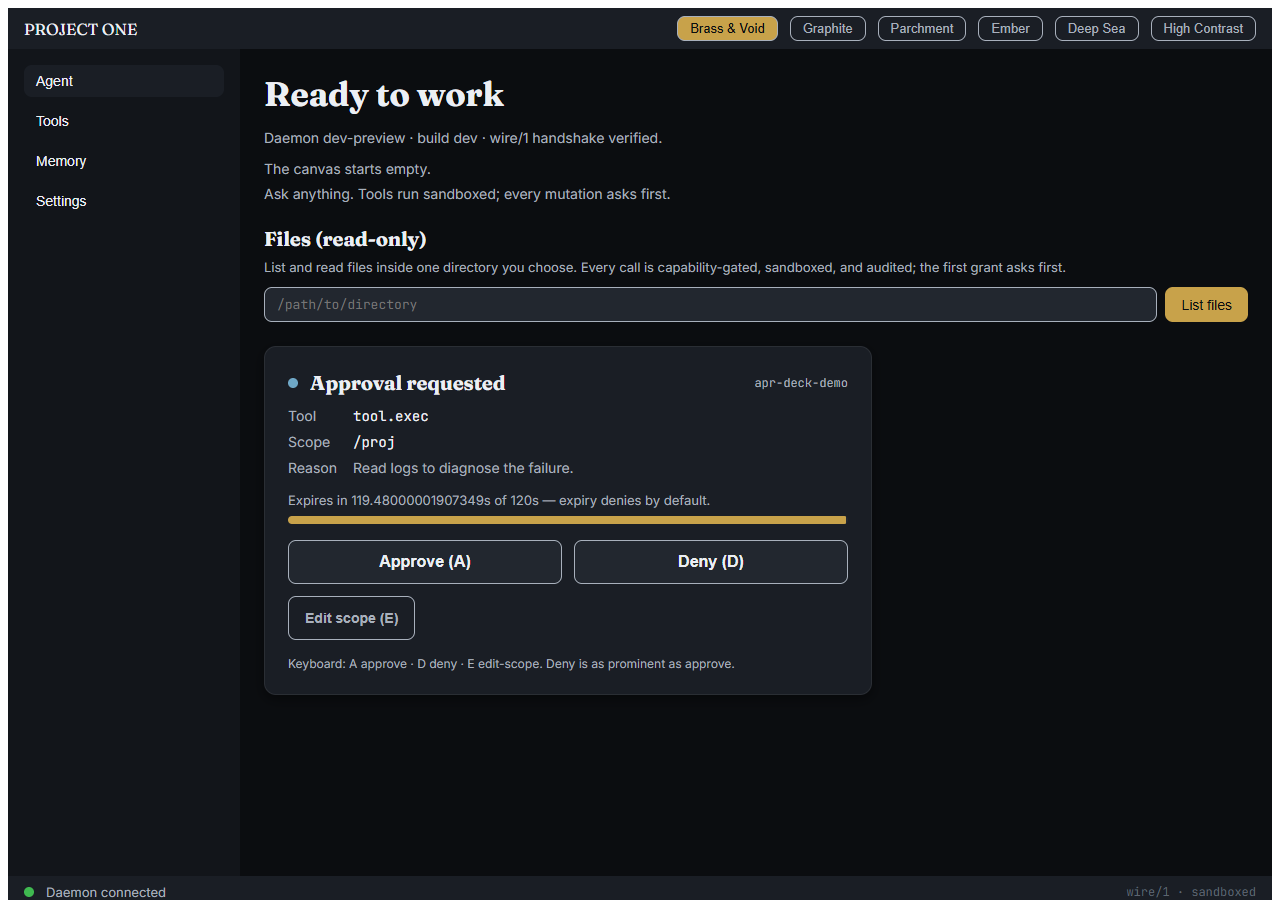 PROJECT ONE
Brass & Void
Graphite
Parchment
Ember
Deep Sea
High Contrast
Agent
Tools
Memory
Settings
Ready to work
Daemon dev-preview · build dev · wire/1 handshake verified.
The canvas starts empty.
Ask anything. Tools run sandboxed; every mutation asks first.
Files (read-only)
List and read files inside one directory you choose. Every call is capability-gated, sandboxed, and audited; the first grant asks first.
/path/to/directory
List files
Approval requested
apr-deck-demo
Tool tool.exec
Scope /proj
Reason Read logs to diagnose the failure.
Expires in 119.48000001907349s of 120s — expiry denies by default.
Approve (A)
Deny (D)
Edit scope (E)
Keyboard: A approve · D deny · E edit-scope. Deny is as prominent as approve.
Daemon connected
wire/1 · sandboxed